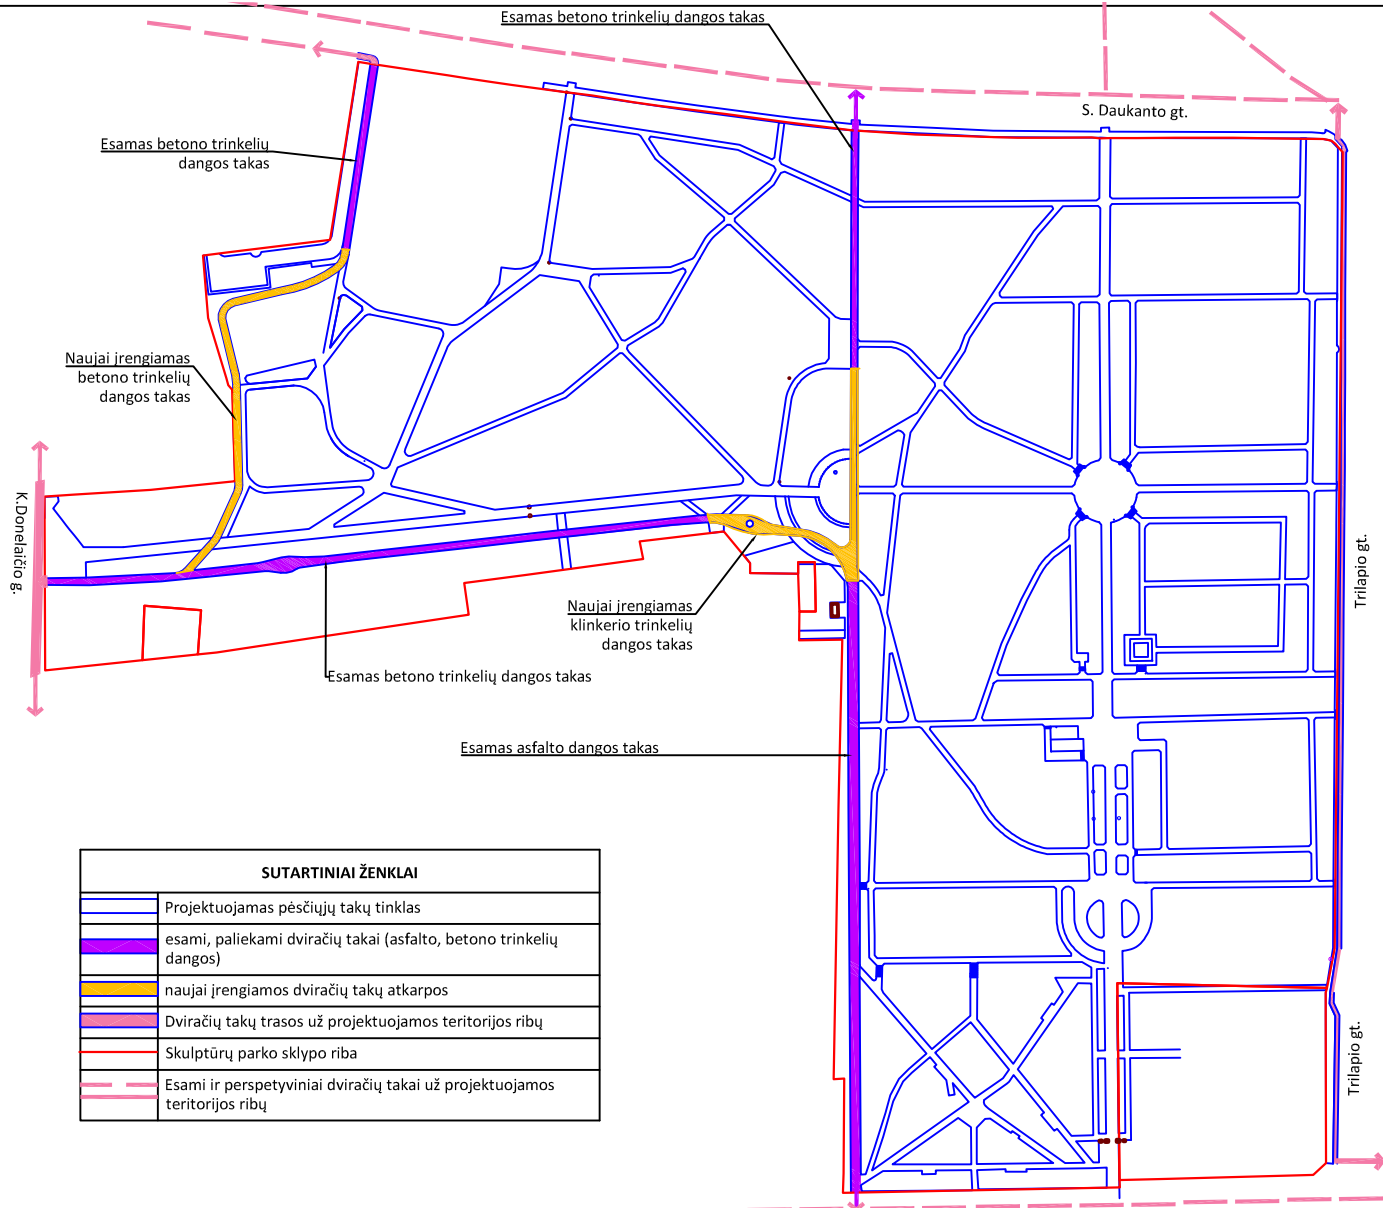 Esamas betono trinkelių dangos takas
S. Daukanto gt.
Esamas betono trinkelių
dangos takas
Naujai įrengiamas
betono trinkelių
dangos takas
K.Donelaičio g.
Trilapio gt.
Naujai įrengiamas
klinkerio trinkelių
dangos takas
Esamas betono trinkelių dangos takas
Esamas asfalto dangos takas
SUTARTINIAI ŽENKLAI
Projektuojamas pėsčiųjų takų tinklas
esami, paliekami dviračių takai (asfalto, betono trinkelių
dangos)
naujai įrengiamos dviračių takų atkarpos
Dviračių takų trasos už projektuojamos teritorijos ribų
Skulptūrų parko sklypo riba
Esami ir perspetyviniai dviračių takai už projektuojamos
teritorijos ribų
Trilapio gt.